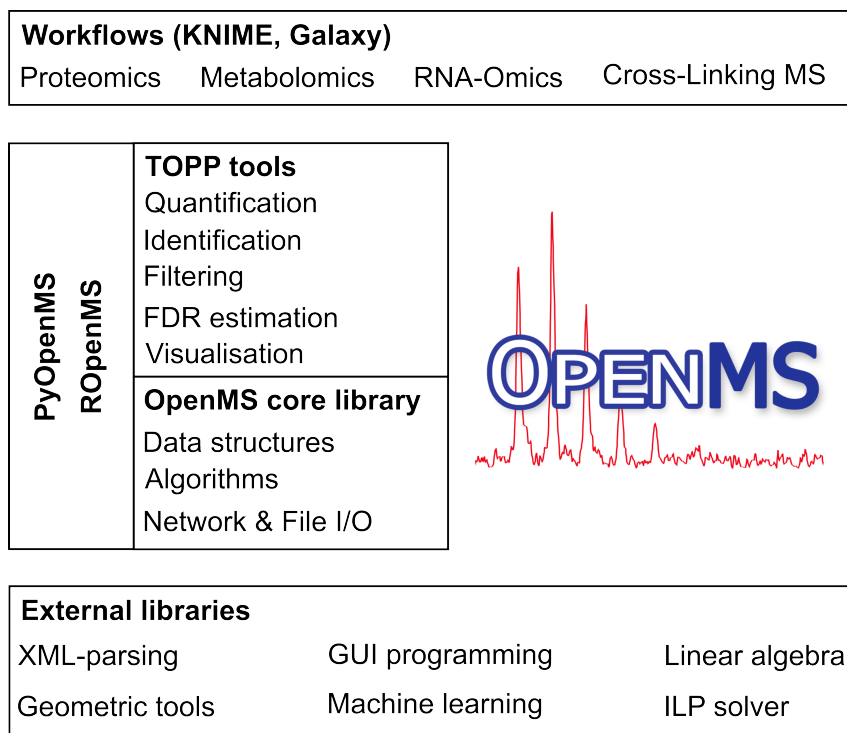 Workflows (KNIME, Galaxy)
Proteomics Metabolomics RNA-Omics Cross-Linking MS
PyOpenMS
ROpenMS
TOPP tools
Quantification
Identification
Filtering
FDR estimation
Visualisation
OpenMS core library
Data structures
Algorithms
Network & File I/O
OPENMS
External libraries
XML-parsing GUI programming Linear algebra
Geometric tools Machine learning ILP solver